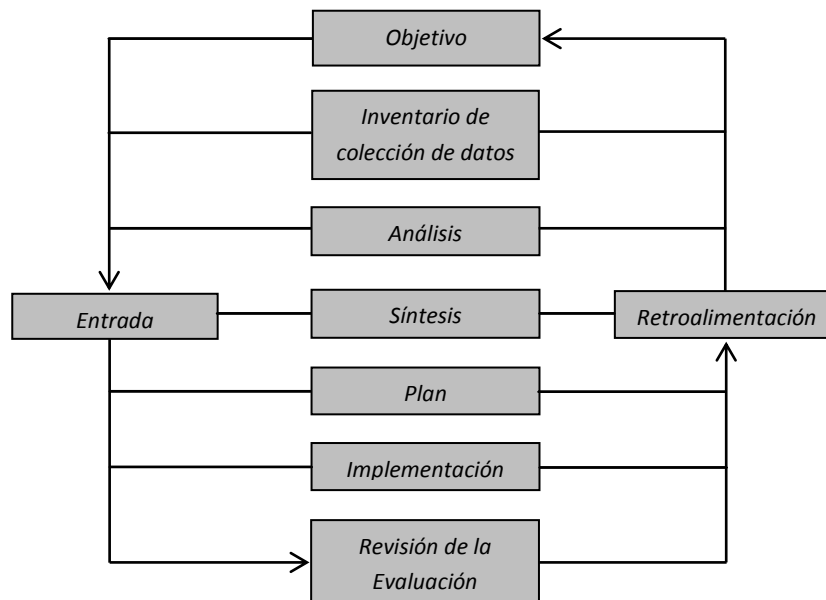 Objetivo
Inventario de
colección de datos
Análisis
Entrada
Síntesis
Retroalimentación
Plan
Implementación
Revisión de la
Evaluación